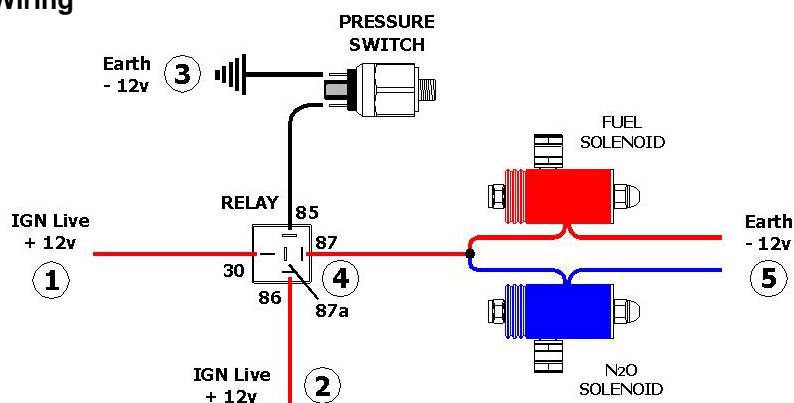 Wiring
PRESSURE
SWITCH
Earth
- 12v
3
FUEL
SOLENOID
RELAY
85
IGN Live
+ 12v
1
87
30
4
86
87a
Earth
- 12v
5
IGN Live
+ 12v
2
N2O
SOLENOID